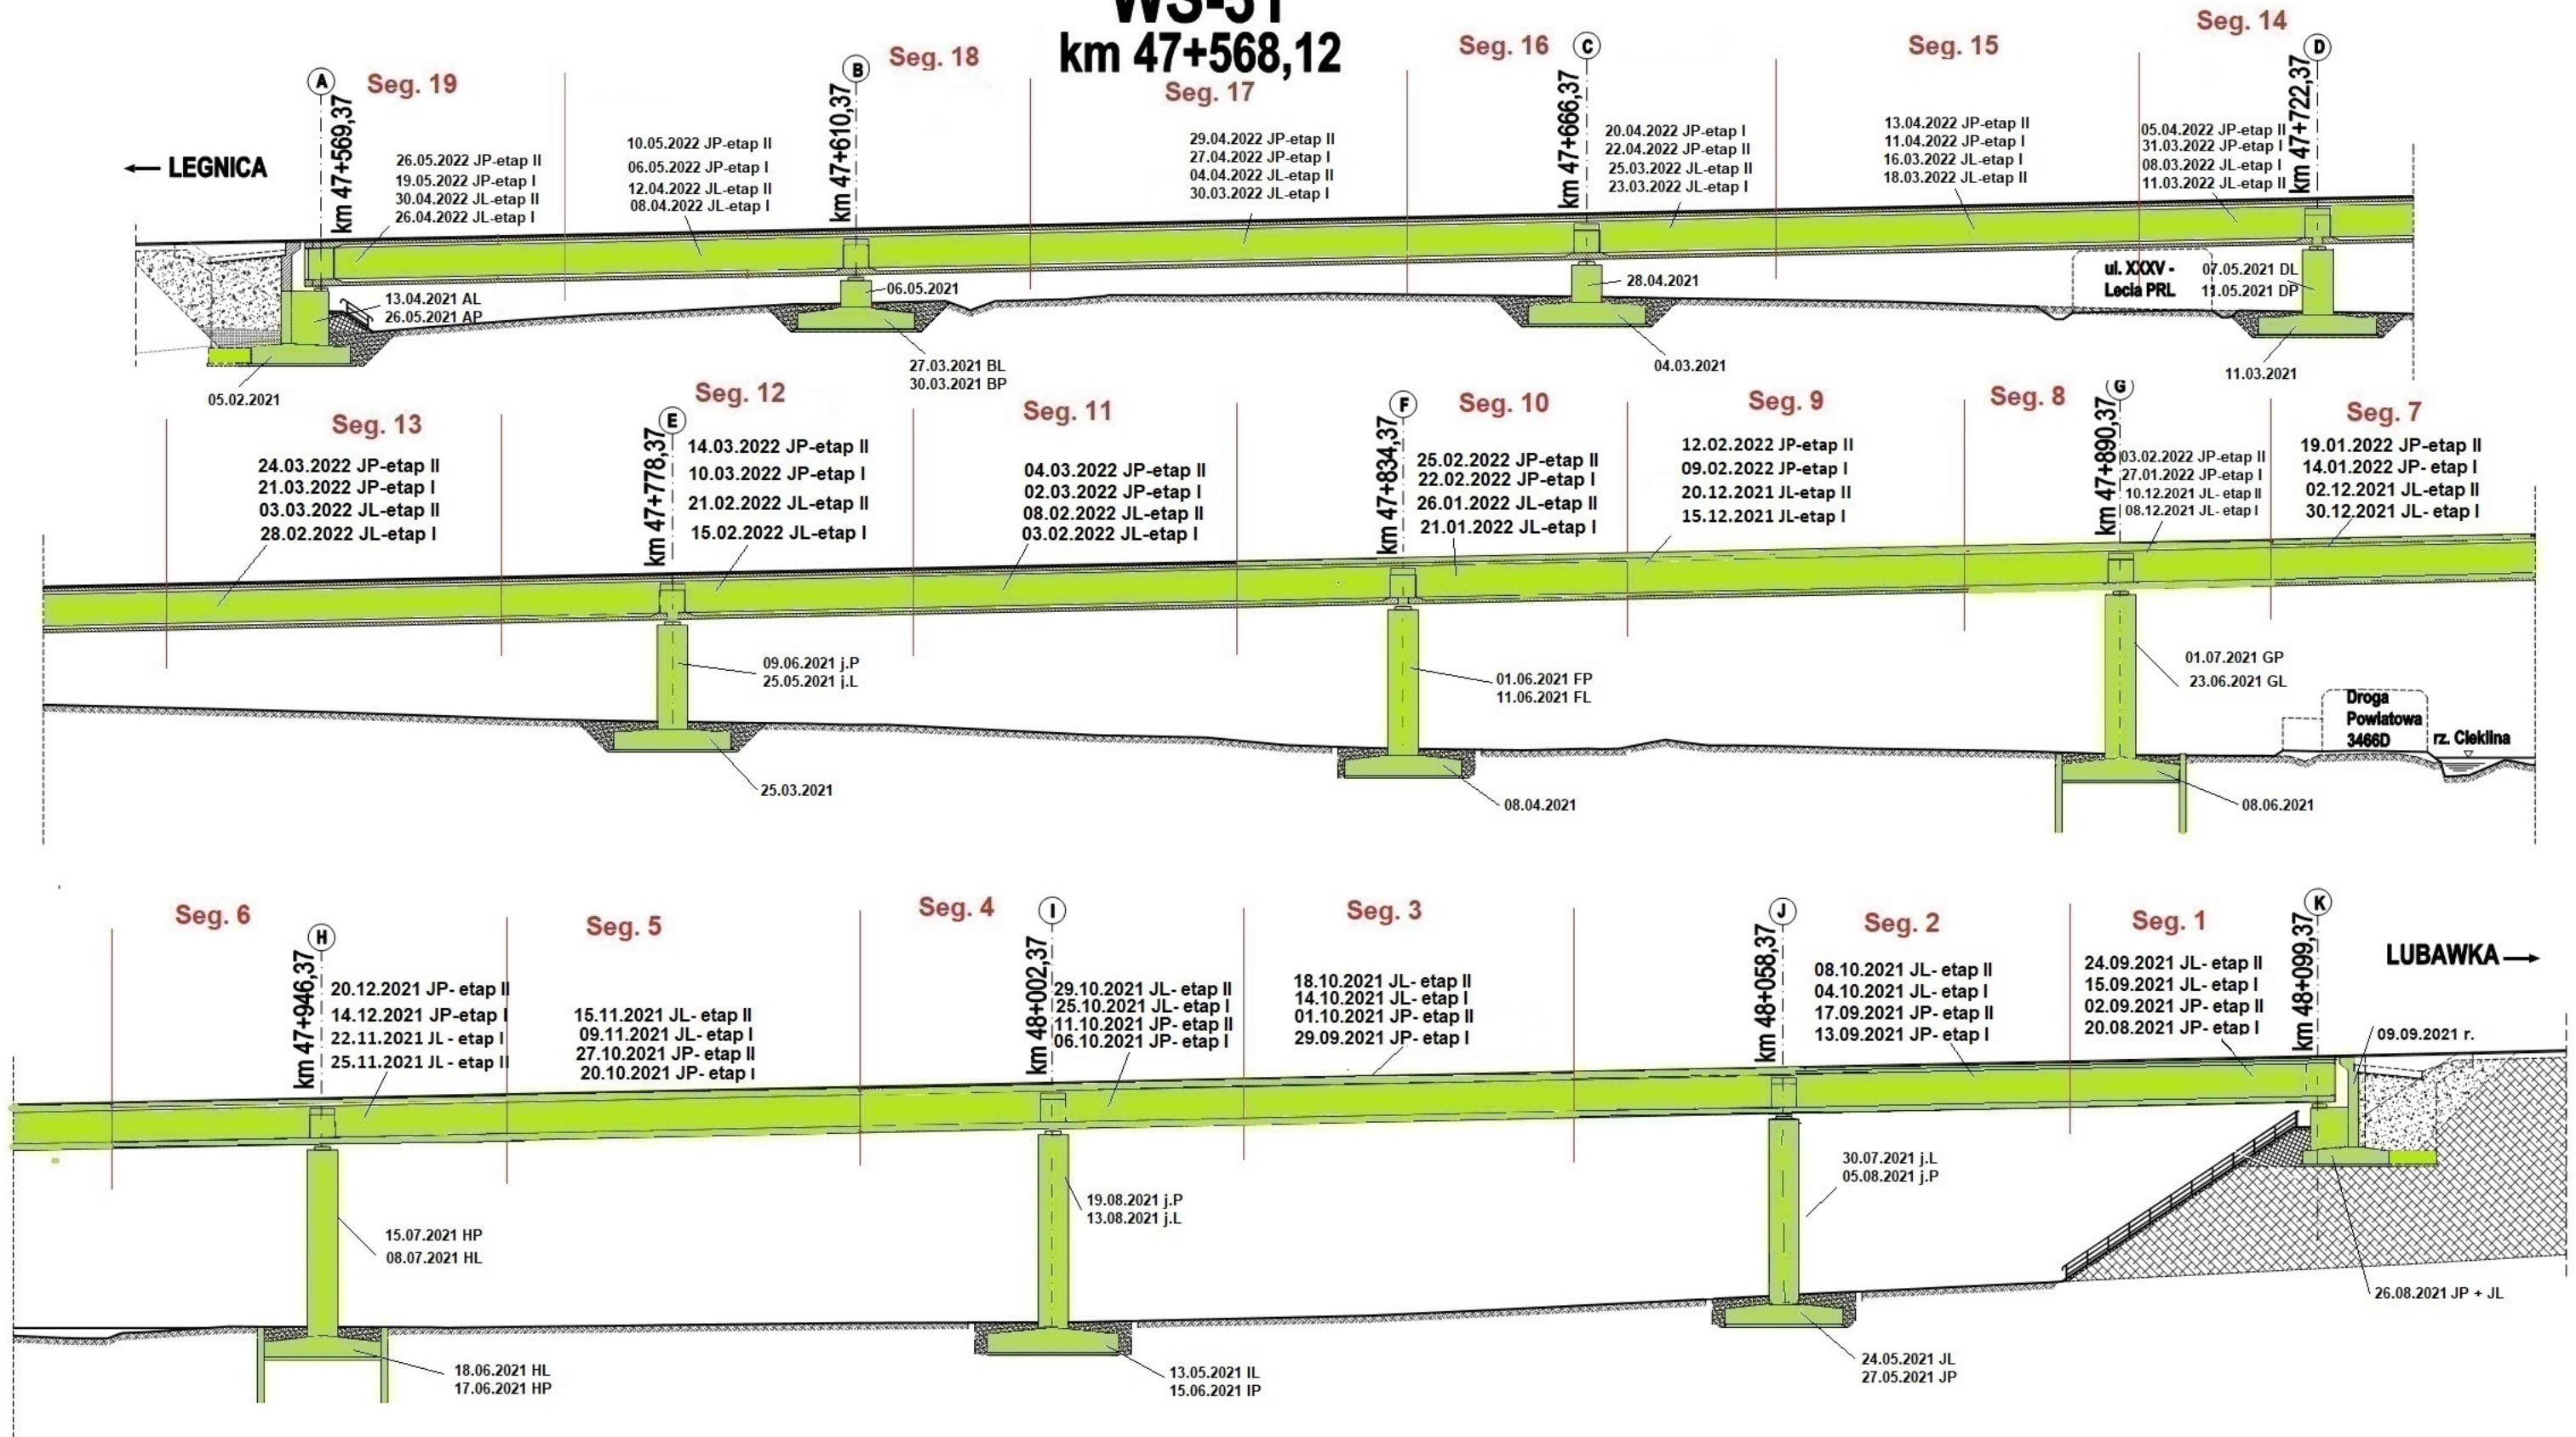 WS-31
km 47+568,12
Seg. 19
Seg. 18
Seg. 17
Seg. 16
Seg. 15
Seg. 14
A
B
C
D
km 47+569,37
km 47+610,37
km 47+666,37
km 47+722,37
← LEGNICA
26.05.2022 JP-etap II
19.05.2022 JP-etap I
30.04.2022 JL-etap II
26.04.2022 JL-etap I
10.05.2022 JP-etap II
06.05.2022 JP-etap I
12.04.2022 JL-etap II
08.04.2022 JL-etap I
29.04.2022 JP-etap II
27.04.2022 JP-etap I
04.04.2022 JL-etap II
30.03.2022 JL-etap I
20.04.2022 JP-etap I
22.04.2022 JP-etap II
25.03.2022 JL-etap II
23.03.2022 JL-etap I
13.04.2022 JP-etap II
11.04.2022 JP-etap I
16.03.2022 JL-etap I
18.03.2022 JL-etap II
05.04.2022 JP-etap II
31.03.2022 JP-etap I
08.03.2022 JL-etap I
11.03.2022 JL-etap II
13.04.2021 AL
26.05.2021 AP
05.02.2021
06.05.2021
27.03.2021 BL
30.03.2021 BP
28.04.2021
04.03.2021
ul. XXXV -
Lecia PRL
07.05.2021 DL
11.05.2021 DP
11.03.2021
Seg. 13
Seg. 12
Seg. 11
Seg. 10
Seg. 9
Seg. 8
Seg. 7
E
F
G
km 47+778,37
km 47+834,37
km 47+890,37
24.03.2022 JP-etap II
21.03.2022 JP-etap I
03.03.2022 JL-etap II
28.02.2022 JL-etap I
14.03.2022 JP-etap II
10.03.2022 JP-etap I
21.02.2022 JL-etap II
15.02.2022 JL-etap I
04.03.2022 JP-etap II
02.03.2022 JP-etap I
08.02.2022 JL-etap II
03.02.2022 JL-etap I
25.02.2022 JP-etap II
22.02.2022 JP-etap I
26.01.2022 JL-etap II
21.01.2022 JL-etap I
12.02.2022 JP-etap II
09.02.2022 JP-etap I
20.12.2021 JL-etap II
15.12.2021 JL-etap I
03.02.2022 JP-etap II
27.01.2022 JP-etap I
10.12.2021 JL- etap II
08.12.2021 JL- etap I
19.01.2022 JP-etap II
14.01.2022 JP- etap I
02.12.2021 JL-etap II
30.12.2021 JL- etap I
09.06.2021 j.P
25.05.2021 j.L
25.03.2021
01.06.2021 FP
11.06.2021 FL
08.04.2021
01.07.2021 GP
23.06.2021 GL
08.06.2021
Droga
Powiatowa
3466D
rz. Cieklina
Seg. 6
Seg. 5
Seg. 4
Seg. 3
Seg. 2
Seg. 1
H
I
J
K
km 47+946,37
km 48+002,37
km 48+058,37
km 48+099,37
LUBAWKA →
20.12.2021 JP- etap II
14.12.2021 JP-etap I
22.11.2021 JL - etap I
25.11.2021 JL - etap II
15.11.2021 JL- etap II
09.11.2021 JL- etap I
27.10.2021 JP- etap II
20.10.2021 JP- etap I
29.10.2021 JL- etap II
25.10.2021 JL- etap I
11.10.2021 JP- etap II
06.10.2021 JP- etap I
18.10.2021 JL- etap II
14.10.2021 JL- etap I
01.10.2021 JP- etap II
29.09.2021 JP- etap I
08.10.2021 JL- etap II
04.10.2021 JL- etap I
17.09.2021 JP- etap II
13.09.2021 JP- etap I
24.09.2021 JL- etap II
15.09.2021 JL- etap I
02.09.2021 JP- etap II
20.08.2021 JP- etap I
09.09.2021 r.
15.07.2021 HP
08.07.2021 HL
18.06.2021 HL
17.06.2021 HP
19.08.2021 j.P
13.08.2021 j.L
13.05.2021 IL
15.06.2021 IP
30.07.2021 j.L
05.08.2021 j.P
24.05.2021 JL
27.05.2021 JP
26.08.2021 JP + JL